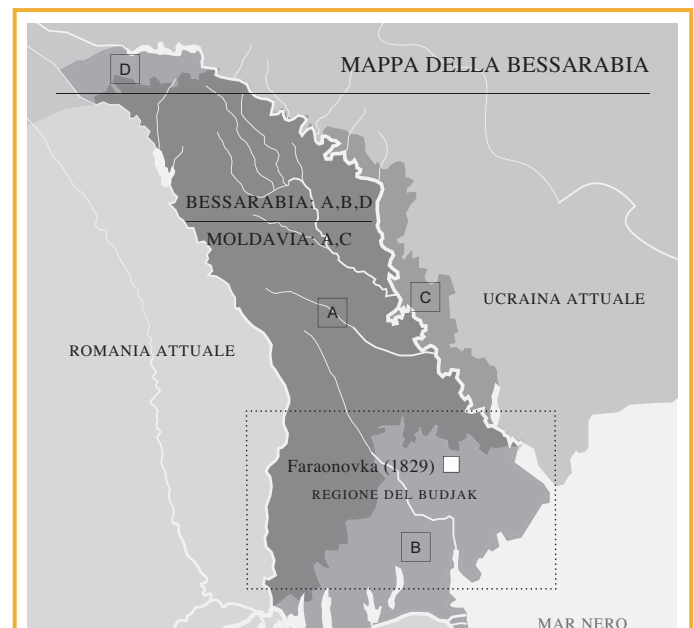 D
MAPPA DELLA BESSARABIA
BESSARABIA: A,B,D
MOLDAVIA: A,C
C
UCRAINA ATTUALE
A
ROMANIA ATTUALE
Faraonovka (1829)
REGIONE DEL BUDJAK
B
MAR NERO